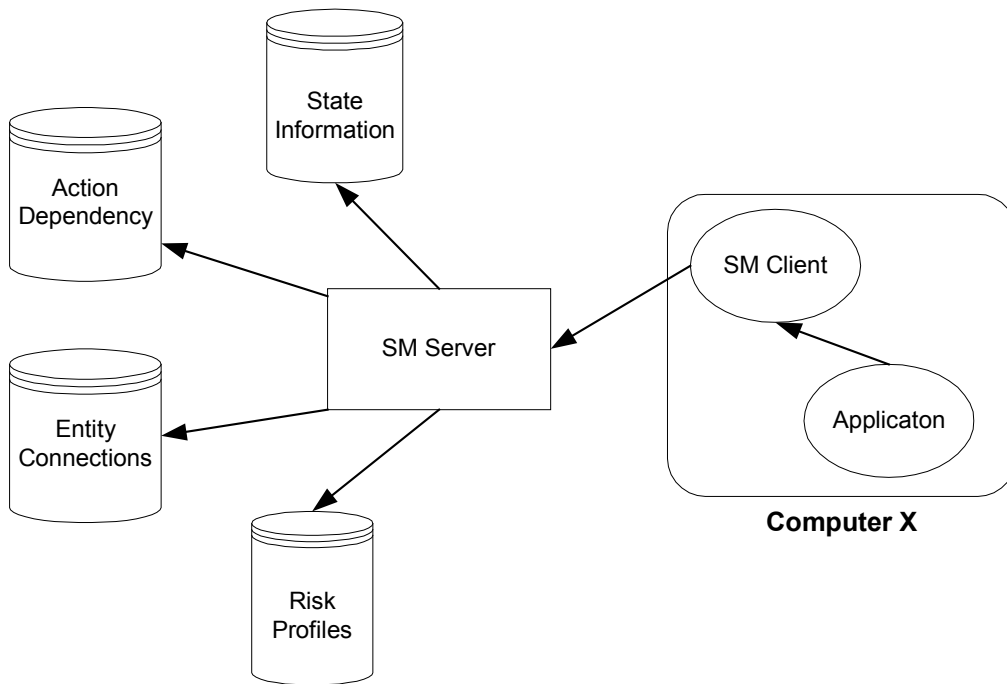 State
Information
Action
Dependency
SM Client
SM Server
Applicaton
Entity
Connections
Computer X
Risk
Profiles